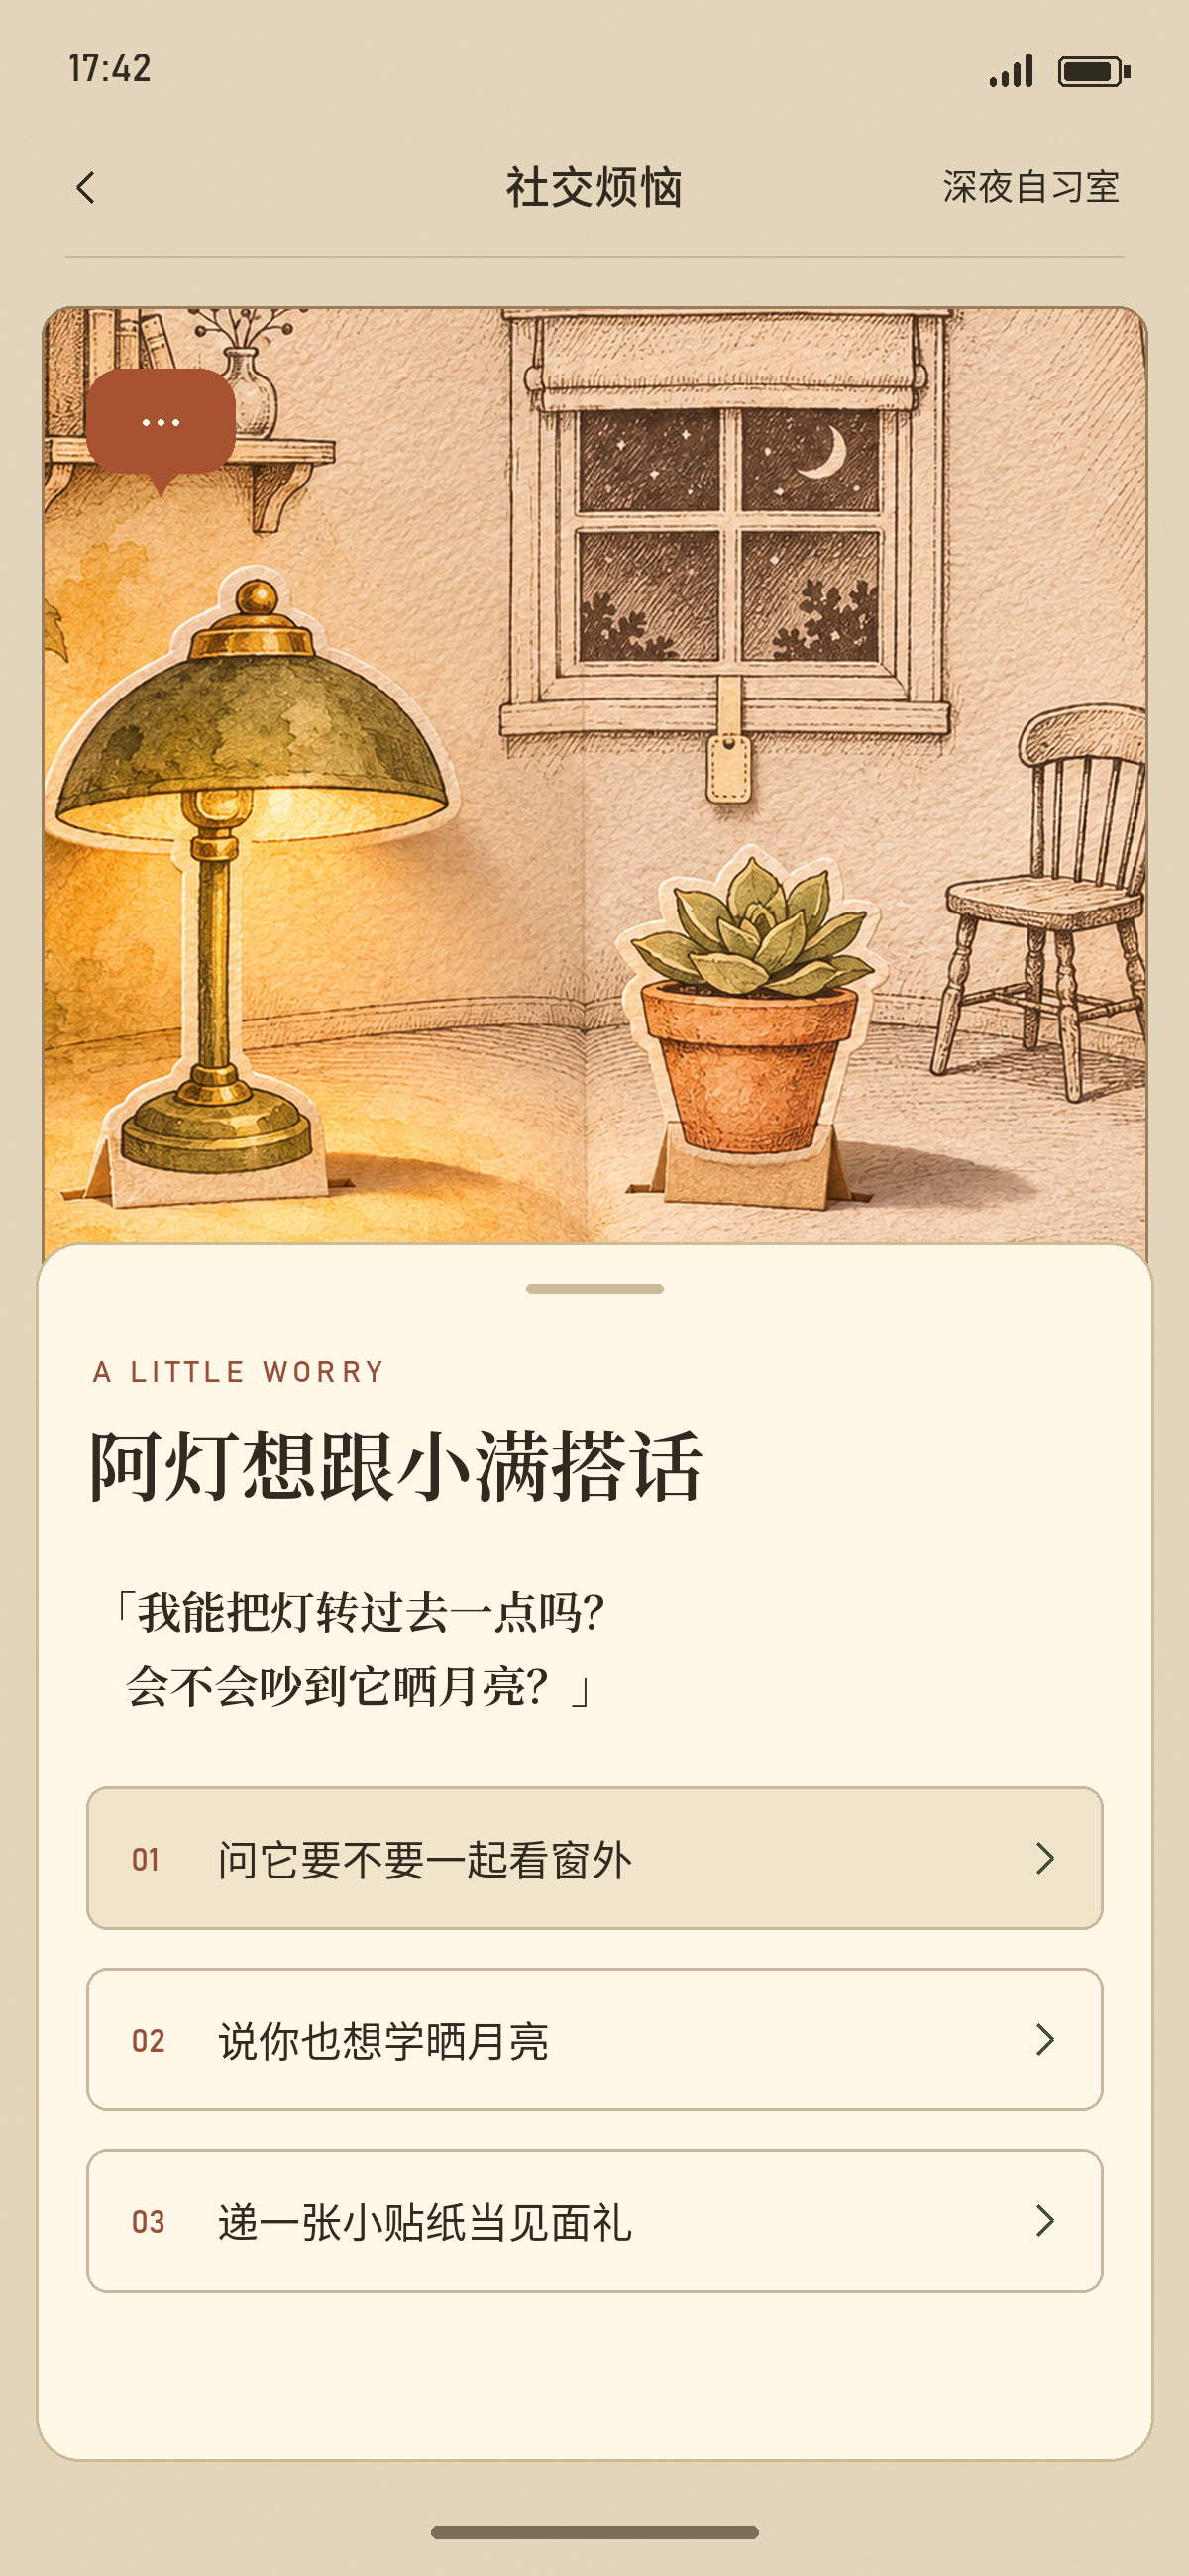 17:42
社交烦恼
深夜自习室
...
A LITTLE WORRY
阿灯想跟小满搭话
「我能把灯转过去一点吗？
会不会吵到它晒月亮？」
01 问它要不要一起看窗外
02 说你也想学晒月亮
03 递一张小贴纸当见面礼